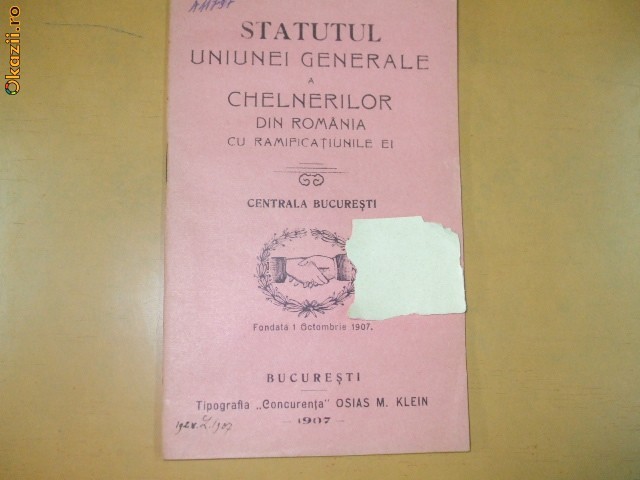 Okazii.ro
STATUTUL
UNIUNEI GENERALE
A
CHELNERILOR
DIN ROMÂNIA
CU RAMIFICAȚIUNILE EI
CENTRALA BUCUREȘTI
Fondată 1 Octombrie 1907.
BUCUREȘTI
Tipografia „Concurența" OSIAS M. KLEIN
— 1907 —